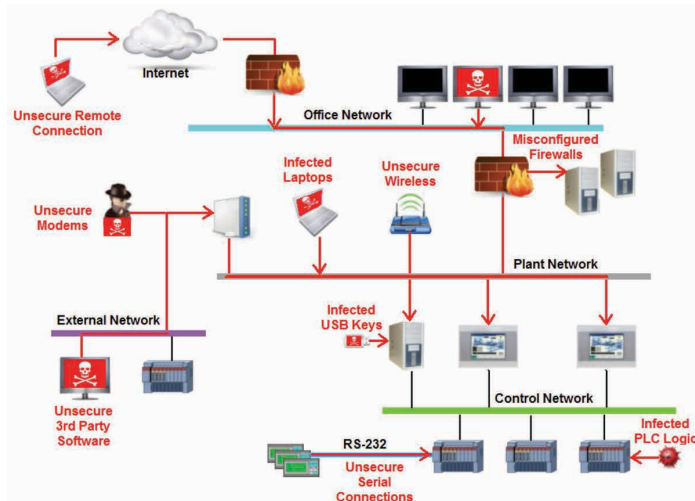 Internet
Unsecure Remote
Connection
Office Network
Misconfigured
Firewalls
Infected
Laptops
Unsecure
Wireless
Unsecure
Modems
Plant Network
External Network
Infected
USB Keys
Unsecure
3rd Party
Software
Control Network
RS-232
Unsecure
Serial
Connections
Infected
PLC Logic